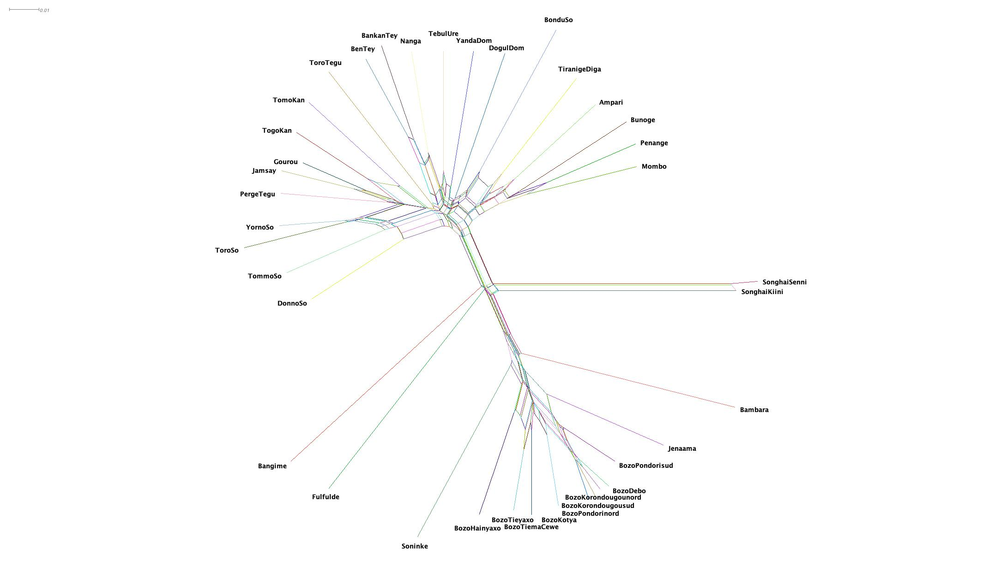 0.01
BonduSo
TebulUre
BankanTey
Nanga
YandaDom
BenTey
DogulDom
ToroTegu
TiranigeDiga
TomoKan
Ampari
Bunoge
TogoKan
Penange
Gourou
Mombo
Jamsay
PergeTegu
YornoSo
ToroSo
TommoSo
SonghaiSenni
SonghaiKiini
DonnoSo
Bambara
Jenaama
BozoPondorisud
Bangime
BozoDebo
Fulfulde
BozoKorondougounord
BozoKorondougousud
BozoPondorinord
BozoTieyaxo
BozoKotya
BozoTiemaCewe
BozoHainyaxo
Soninke